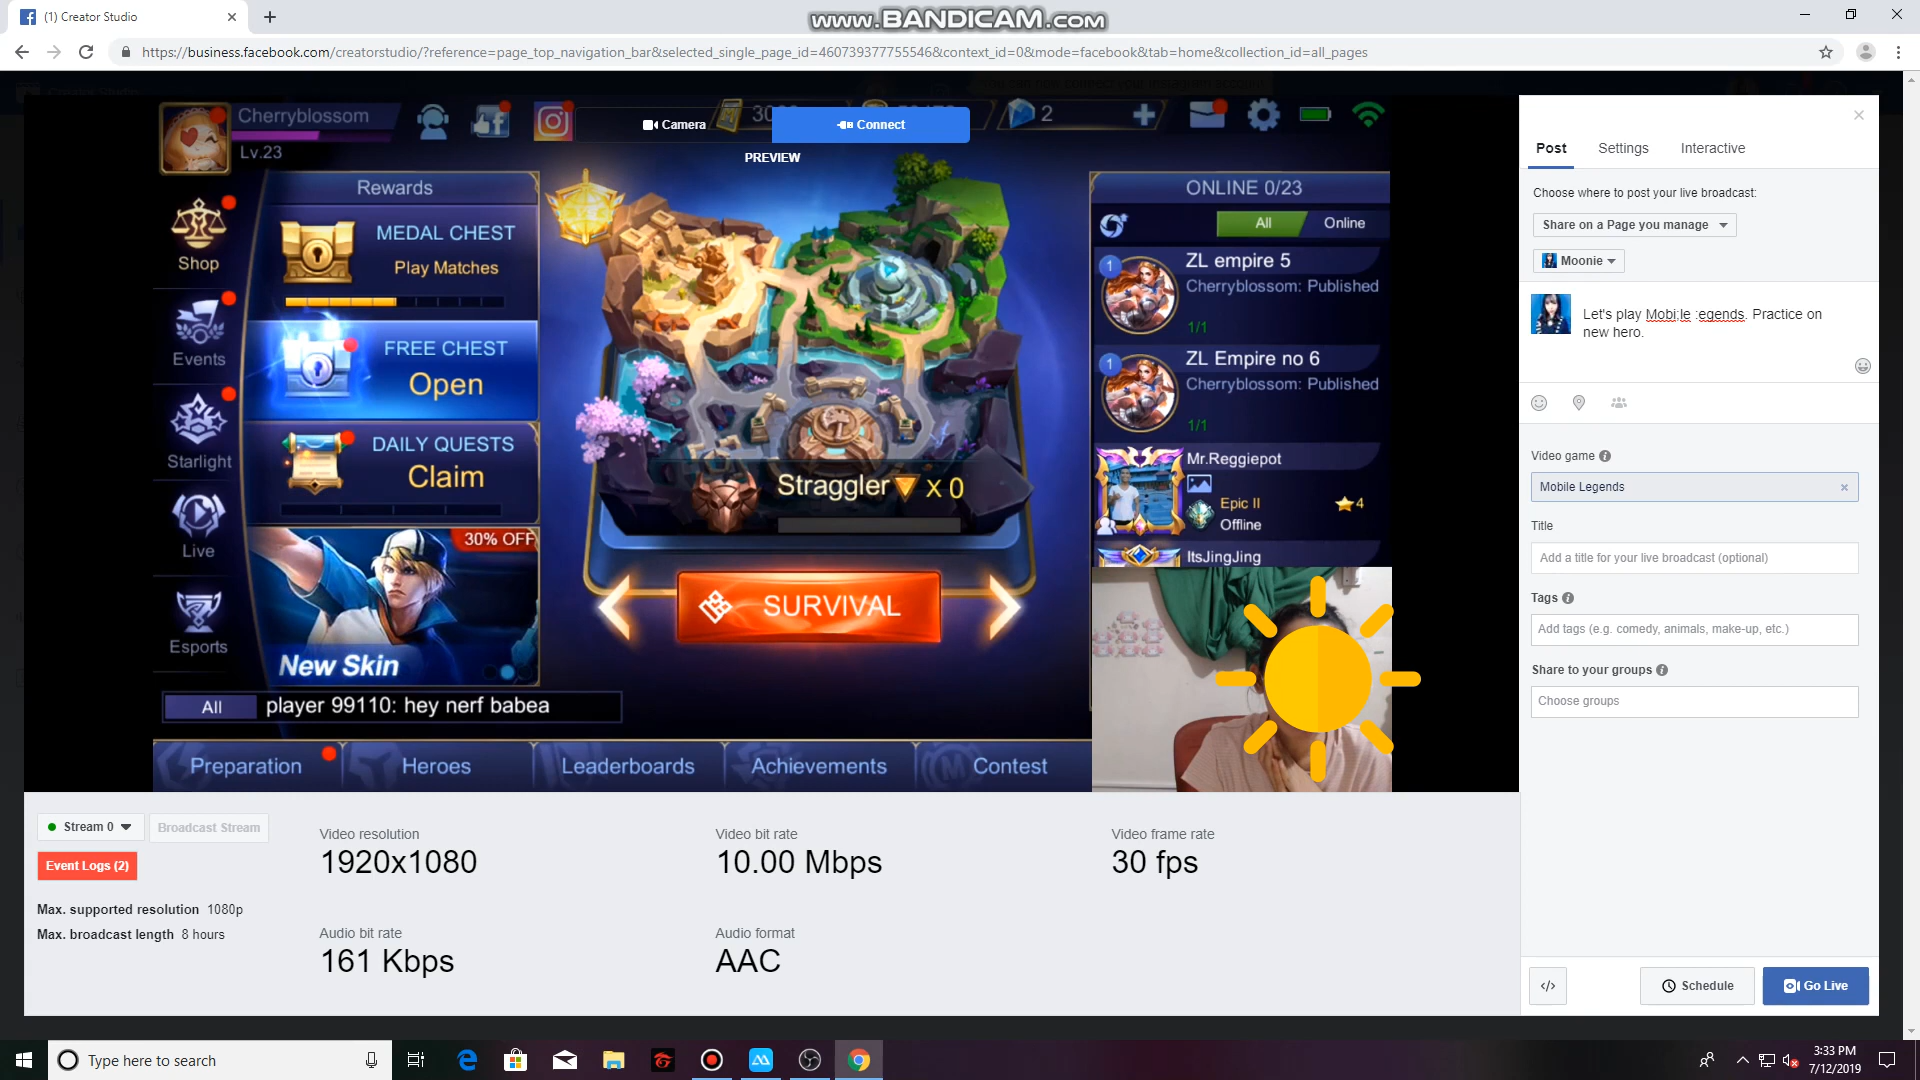 (1) Creator Studio
www.BANDICAM.com
https://business.facebook.com/creatorstudio/?reference=page_top_navigation_bar&selected_single_page_id=460739377755546&context_id=0&mode=facebook&tab=home&collection_id=all_pages
Cherryblossom
Lv.23
Camera
Connect
2
PREVIEW
Shop
Events
Starlight
Live
Esports
Rewards
MEDAL CHEST
Play Matches
FREE CHEST
Open
DAILY QUESTS
Claim
30% OFF
New Skin
Straggler x 0
SURVIVAL
ONLINE 0/23
All
Online
1
ZL empire 5
Cherryblossom: Published
1/1
1
ZL Empire no 6
Cherryblossom: Published
1/1
Mr.Reggiepot
Epic II
4
Offline
ItsJingJing
All
player 99110: hey nerf babea
Preparation
Heroes
Leaderboards
Achievements
Contest
Post
Settings
Interactive
Choose where to post your live broadcast:
Share on a Page you manage
Moonie
Let's play Mobi;le :egends. Practice on
new hero.
Video game
Mobile Legends
Title
Add a title for your live broadcast (optional)
Tags
Add tags (e.g. comedy, animals, make-up, etc.)
Share to your groups
Choose groups
Stream 0
Broadcast Stream
Event Logs (2)
Max. supported resolution 1080p
Max. broadcast length 8 hours
Video resolution
1920x1080
Video bit rate
10.00 Mbps
Video frame rate
30 fps
Audio bit rate
161 Kbps
Audio format
AAC
</>
Schedule
Go Live
Type here to search
3:33 PM
7/12/2019